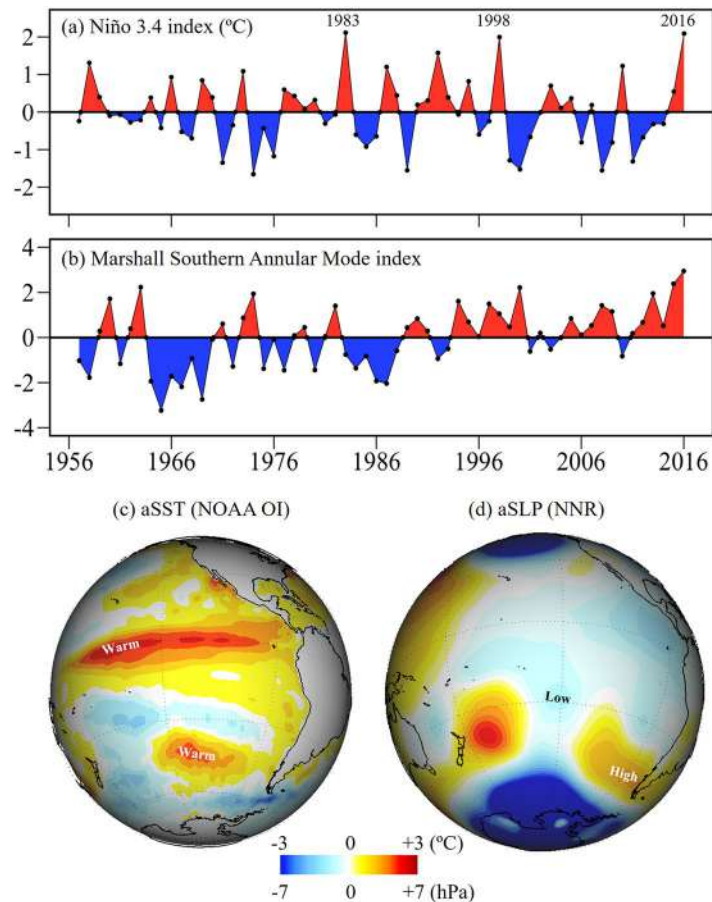 1983 1998 2016
(a) Niño 3.4 index (ºC)
2
1
0
-1
-2
(b) Marshall Southern Annular Mode index
4
2
0
-2
-4
1956 1966 1976 1986 1996 2006 2016
(c) aSST (NOAA OI) (d) aSLP (NNR)
Warm
Low
Warm
High
-3 0 +3 (ºC)
-7 0 +7 (hPa)